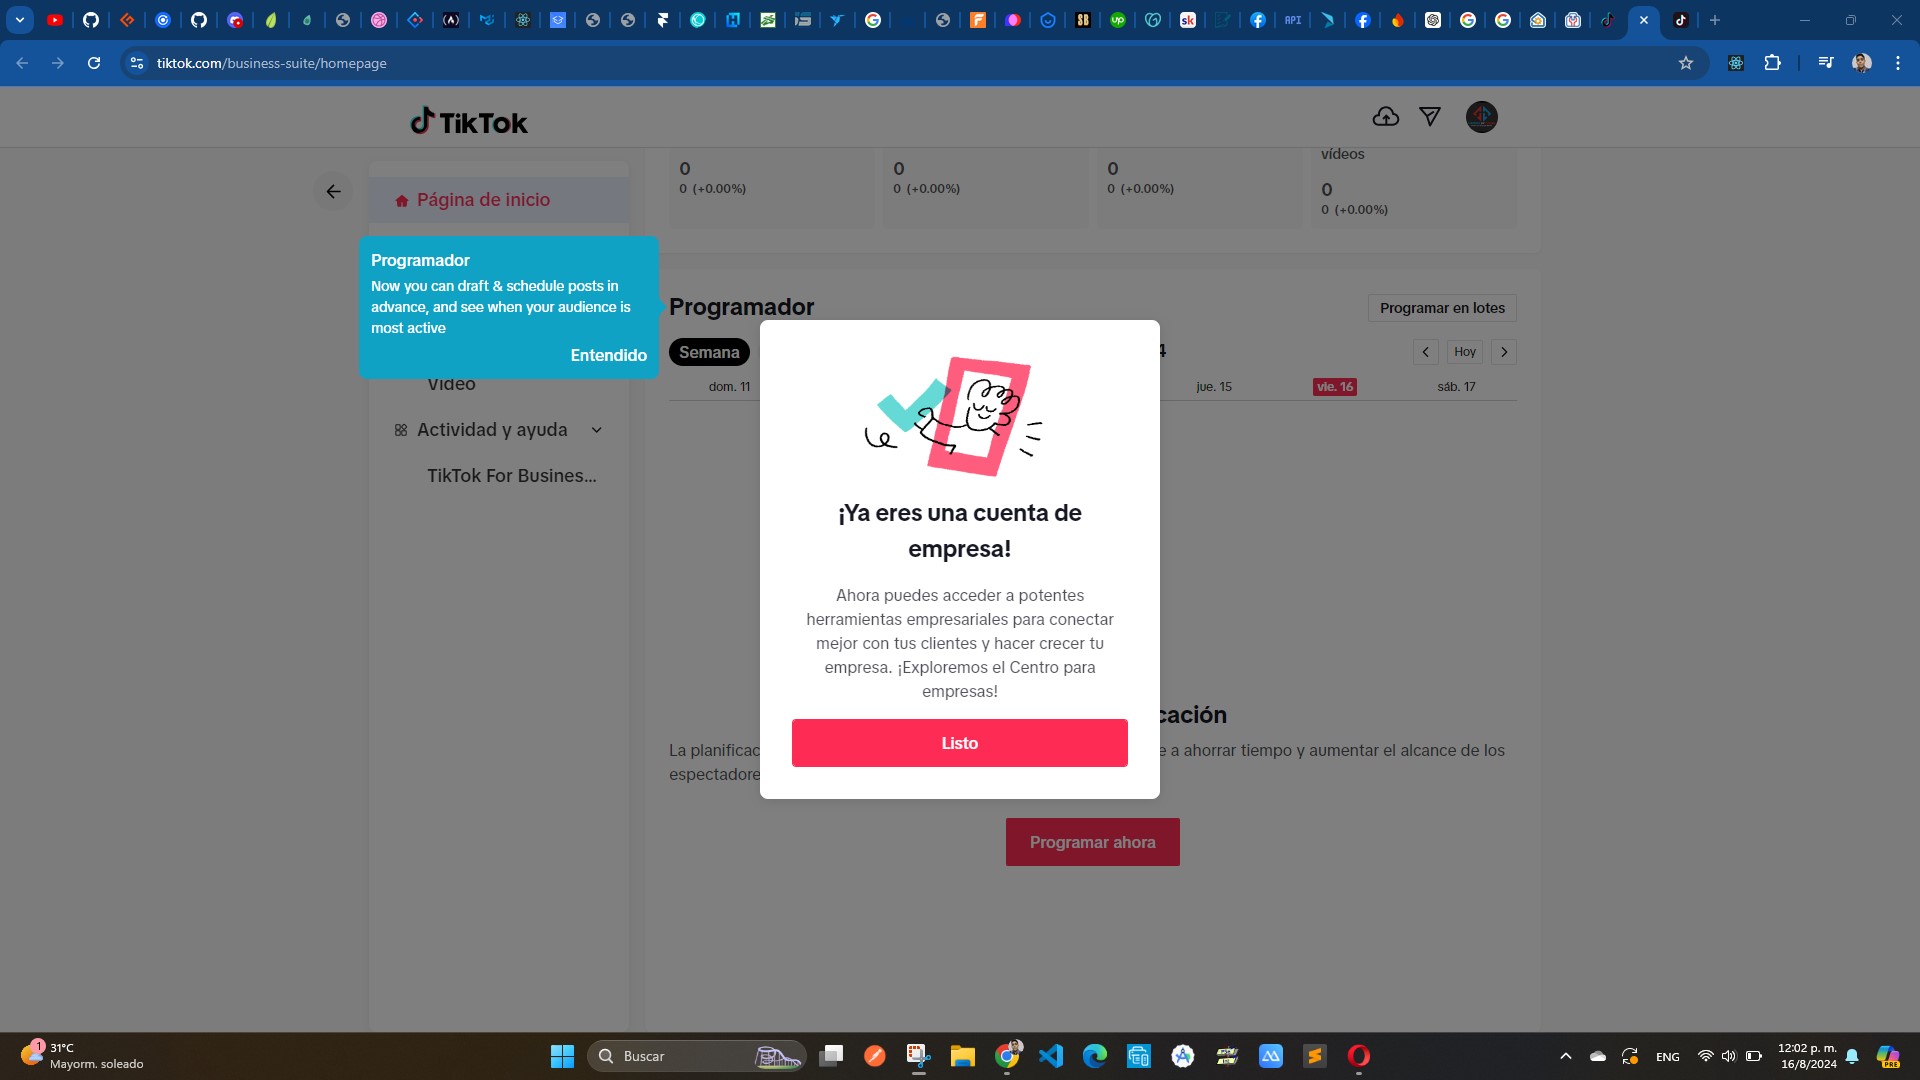 tiktok.com/business-suite/homepage
TikTok
vídeos
0
0
0
0 (+0.00%)
0 (+0.00%)
0 (+0.00%)
0
0 (+0.00%)
Página de inicio
Programador
Now you can draft & schedule posts in
advance, and see when your audience is
most active
Entendido
Vídeo
Actividad y ayuda
TikTok For Busines...
Programador
Programar en lotes
Semana
4
Hoy
dom. 11
jue. 15
vie. 16
sáb. 17
¡Ya eres una cuenta de
empresa!
Ahora puedes acceder a potentes
herramientas empresariales para conectar
mejor con tus clientes y hacer crecer tu
empresa. ¡Exploremos el Centro para
empresas!
Listo
cación
La planificac
e a ahorrar tiempo y aumentar el alcance de los
espectadore
Programar ahora
1
31°C
Mayorm. soleado
Buscar
ENG
12:02 p. m.
16/8/2024
PRE